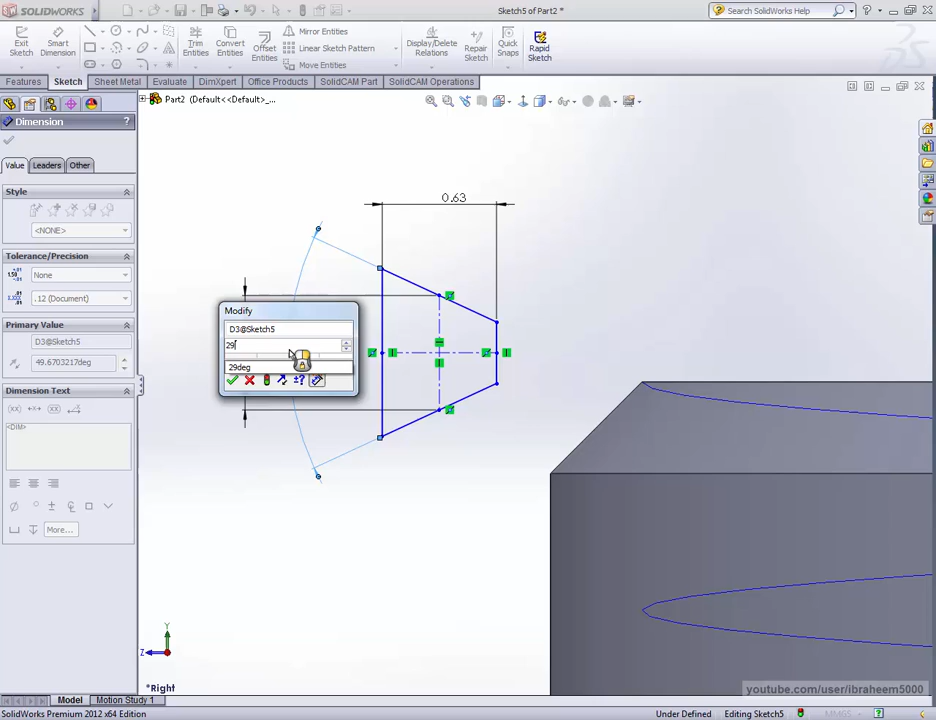 SOLIDWORKS
Sketch5 of Part2 *
Search SolidWorks
Exit Sketch
Smart Dimension
Trim Entities
Convert Entities
Offset Entities
Mirror Entities
Linear Sketch Pattern
Move Entities
Display/Delete Relations
Repair Sketch
Quick Snaps
Rapid Sketch
Features
Sketch
Sheet Metal
Evaluate
DimXpert
Office Products
SolidCAM Part
SolidCAM Operations
Part2 (Default<<Default>_...
Dimension
?
Value
Leaders
Other
Style
<NONE>
Tolerance/Precision
None
.12 (Document)
Primary Value
D3@Sketch5
49.6703217deg
Dimension Text
<DIM>
More...
0.63
Modify
D3@Sketch5
29
29deg
Y
Z
*Right
youtube.com/user/ibraheem5000
Model
Motion Study 1
SolidWorks Premium 2012 x64 Edition
Under Defined
Editing Sketch5
MMGS